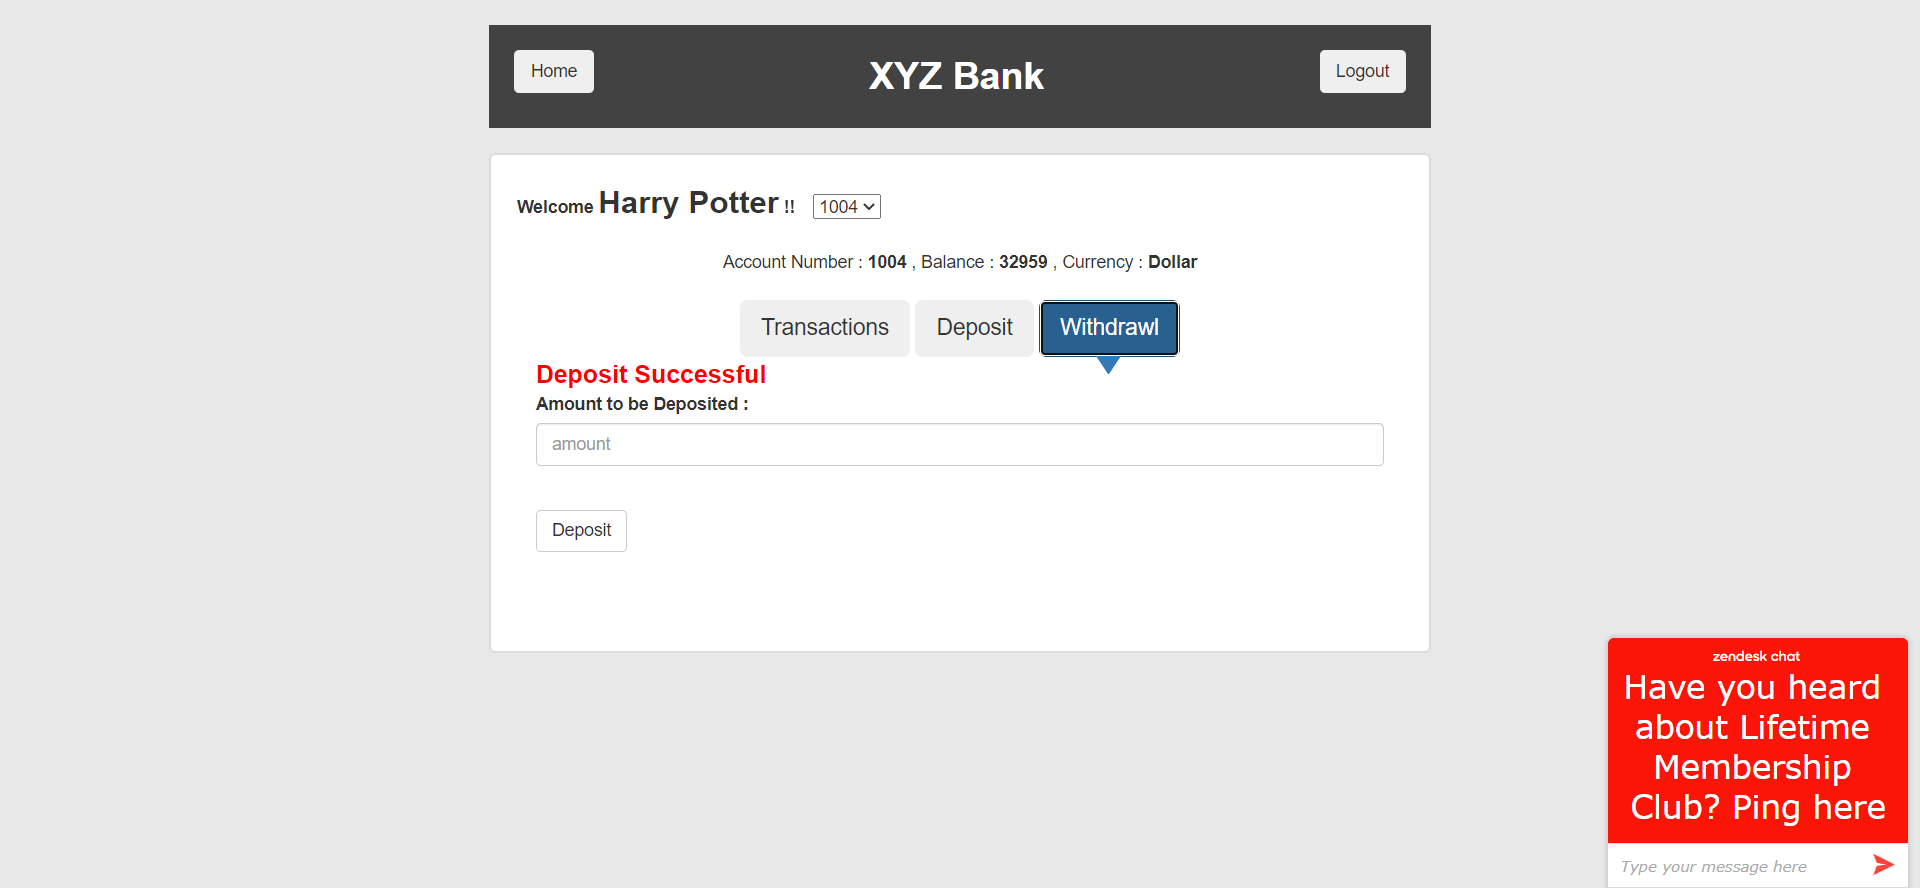 Home
XYZ Bank
Logout
Welcome Harry Potter !! 1004
Account Number : 1004 , Balance : 32959 , Currency : Dollar
Transactions
Deposit
Withdrawl
Deposit Successful
Amount to be Deposited :
amount
Deposit
zendesk chat
Have you heard
about Lifetime
Membership
Club? Ping here
Type your message here